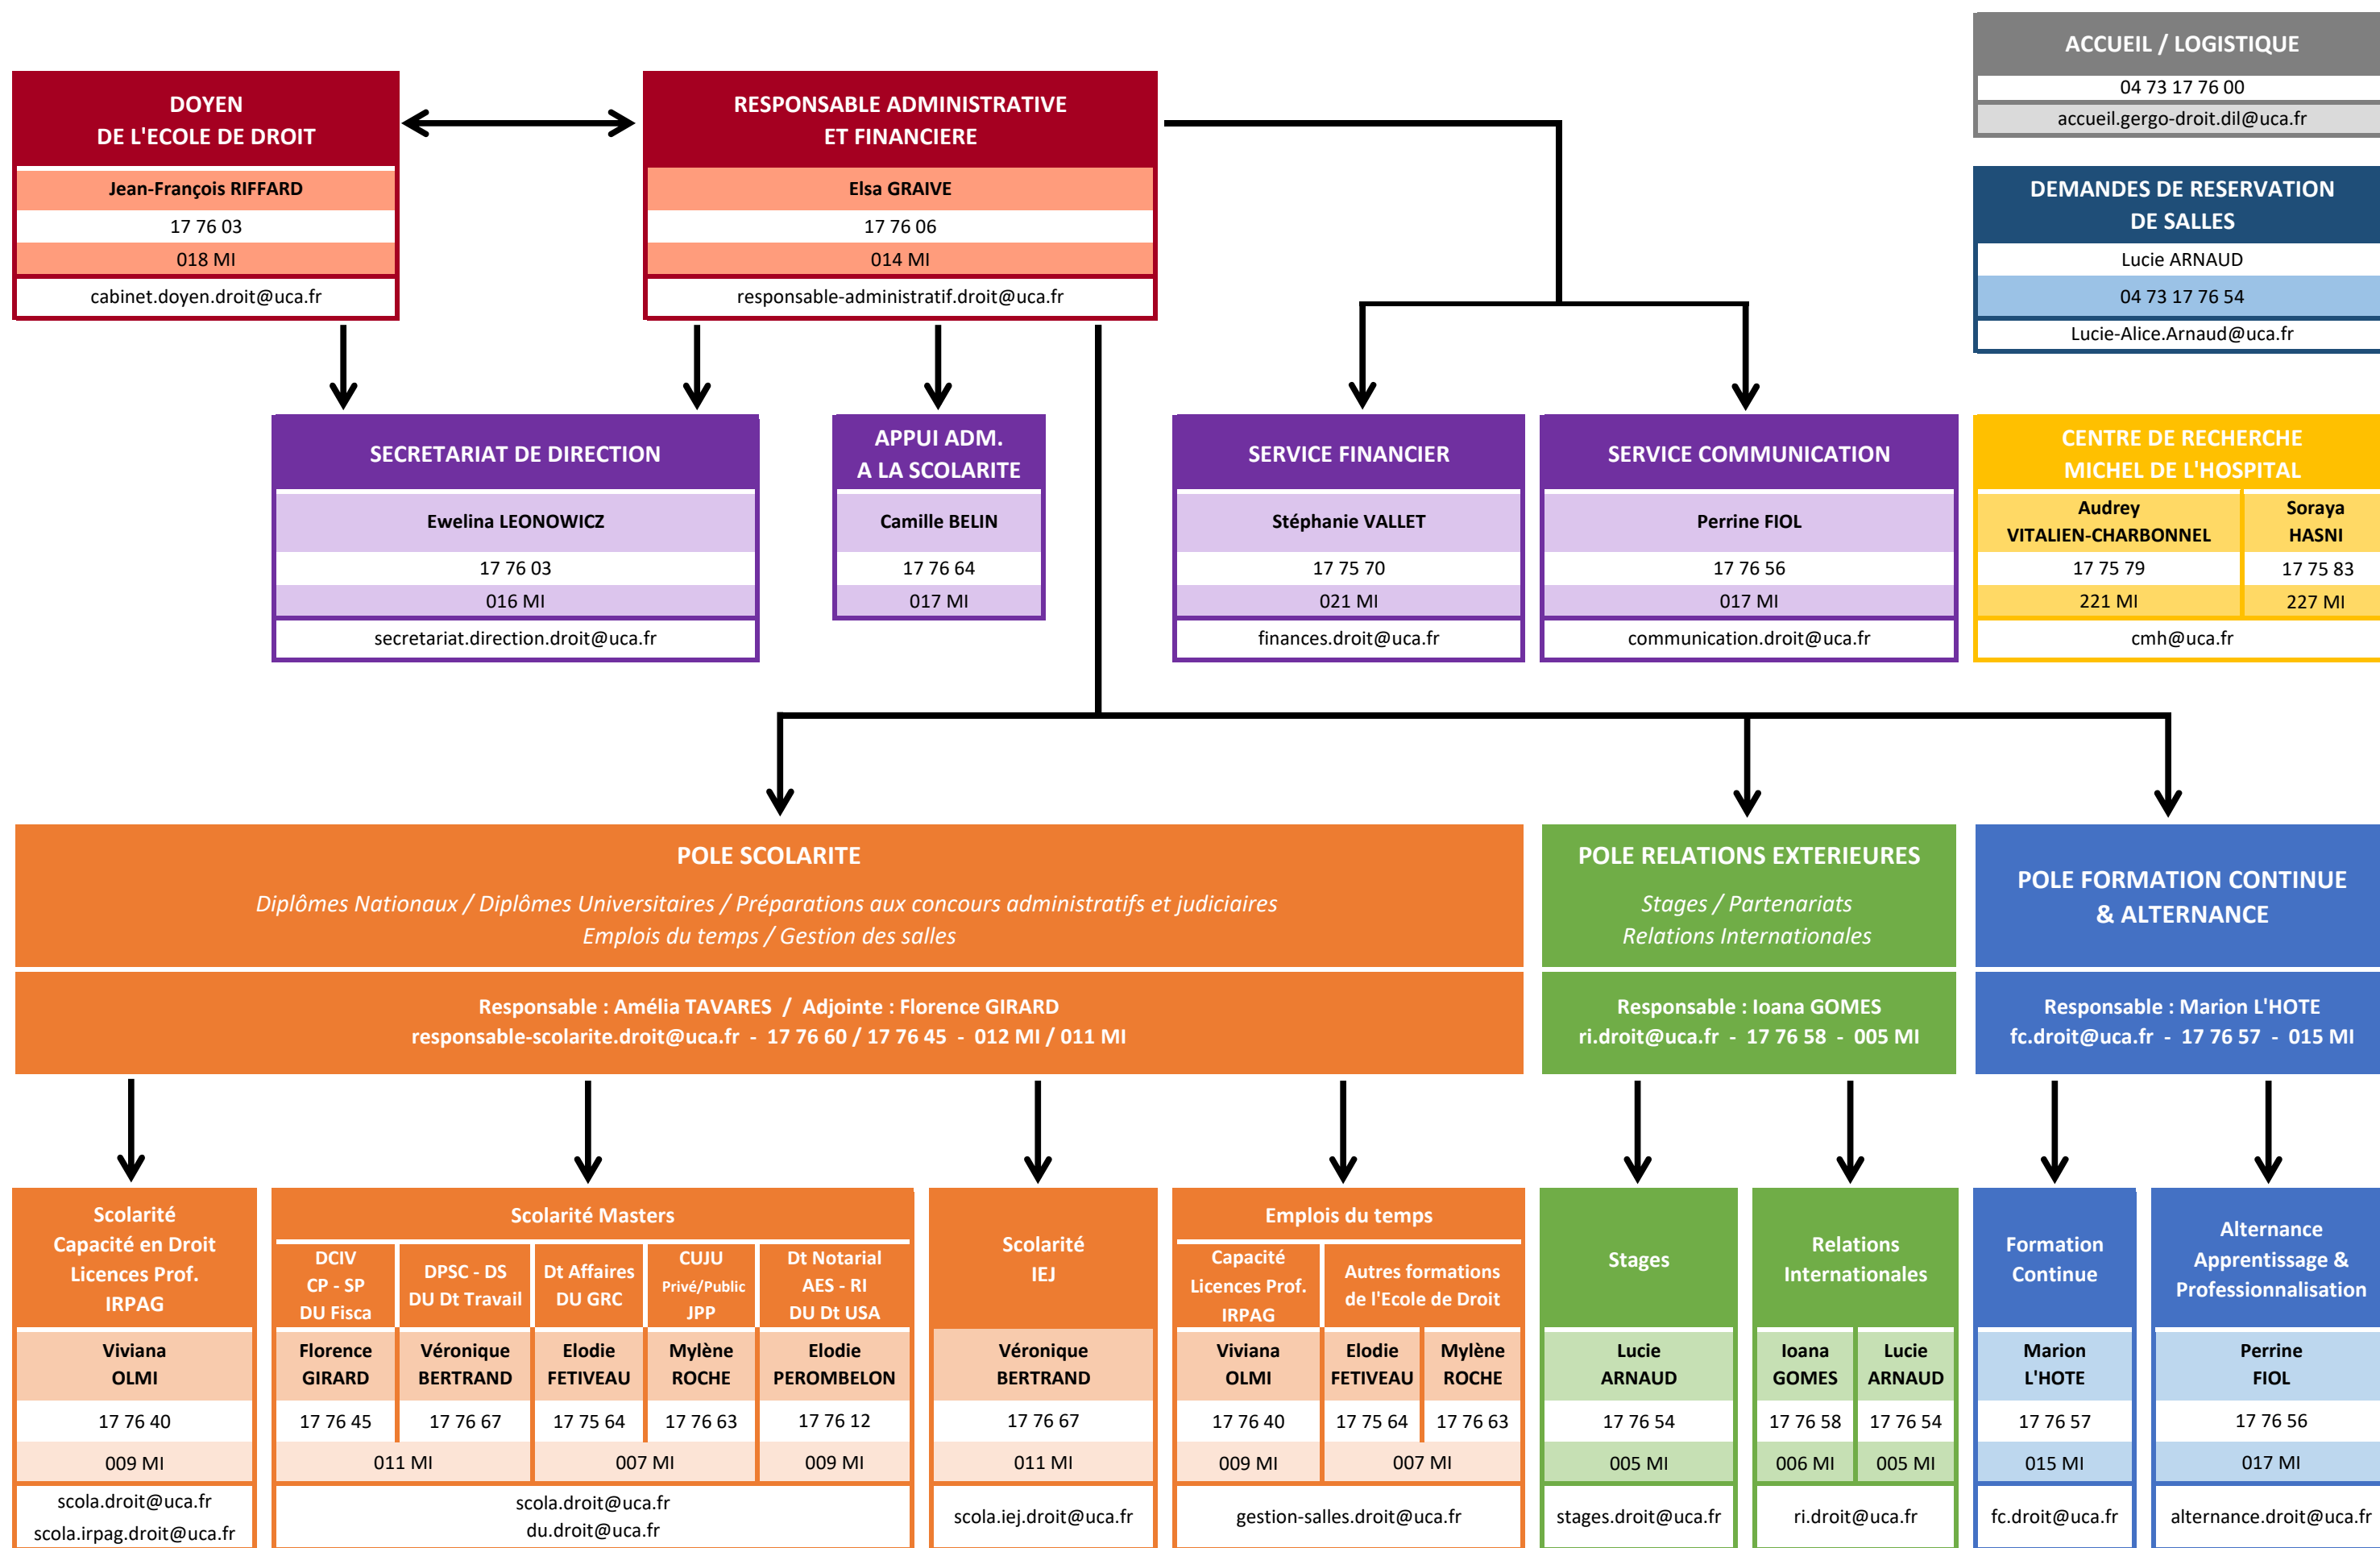 ACCUEIL / LOGISTIQUE
04 73 17 76 00
accueil.gergo-droit.dil@uca.fr
DOYEN
DE L'ECOLE DE DROIT
Jean-François RIFFARD
17 76 03
018 MI
cabinet.doyen.droit@uca.fr
RESPONSABLE ADMINISTRATIVE
ET FINANCIERE
Elsa GRAIVE
17 76 06
014 MI
responsable-administratif.droit@uca.fr
DEMANDES DE RESERVATION
DE SALLES
Lucie ARNAUD
04 73 17 76 54
Lucie-Alice.Arnaud@uca.fr
SECRETARIAT DE DIRECTION
Ewelina LEONOWICZ
17 76 03
016 MI
secretariat.direction.droit@uca.fr
APPUI ADM.
A LA SCOLARITE
Camille BELIN
17 76 64
017 MI
SERVICE FINANCIER
Stéphanie VALLET
17 75 70
021 MI
finances.droit@uca.fr
SERVICE COMMUNICATION
Perrine FIOL
17 76 56
017 MI
communication.droit@uca.fr
CENTRE DE RECHERCHE
MICHEL DE L'HOSPITAL
Audrey
VITALIEN-CHARBONNEL
17 75 79
221 MI
Soraya
HASNI
17 75 83
227 MI
cmh@uca.fr
POLE SCOLARITE
Diplômes Nationaux / Diplômes Universitaires / Préparations aux concours administratifs et judiciaires
Emplois du temps / Gestion des salles
Responsable : Amélia TAVARES / Adjointe : Florence GIRARD
responsable-scolarite.droit@uca.fr - 17 76 60 / 17 76 45 - 012 MI / 011 MI
POLE RELATIONS EXTERIEURES
Stages / Partenariats
Relations Internationales
Responsable : Ioana GOMES
ri.droit@uca.fr - 17 76 58 - 005 MI
POLE FORMATION CONTINUE
& ALTERNANCE
Responsable : Marion L'HOTE
fc.droit@uca.fr - 17 76 57 - 015 MI
Scolarité
Capacité en Droit
Licences Prof.
IRPAG
Viviana
OLMI
17 76 40
009 MI
scola.droit@uca.fr
scola.irpag.droit@uca.fr
Scolarité Masters
DCIV
CP - SP
DU Fisca
Florence
GIRARD
17 76 45
DPSC - DS
DU Dt Travail
Véronique
BERTRAND
17 76 67
011 MI
Dt Affaires
DU GRC
Elodie
FETIVEAU
17 75 64
CUJU
Privé/Public
JPP
Mylène
ROCHE
17 76 63
007 MI
Dt Notarial
AES - RI
DU Dt USA
Elodie
PEROMBELON
17 76 12
009 MI
scola.droit@uca.fr
du.droit@uca.fr
Scolarité
IEJ
Véronique
BERTRAND
17 76 67
011 MI
scola.iej.droit@uca.fr
Emplois du temps
Capacité
Licences Prof.
IRPAG
Viviana
OLMI
17 76 40
009 MI
Autres formations
de l'Ecole de Droit
Elodie
FETIVEAU
17 75 64
Mylène
ROCHE
17 76 63
007 MI
gestion-salles.droit@uca.fr
Stages
Lucie
ARNAUD
17 76 54
005 MI
stages.droit@uca.fr
Relations
Internationales
Ioana
GOMES
17 76 58
006 MI
Lucie
ARNAUD
17 76 54
005 MI
ri.droit@uca.fr
Formation
Continue
Marion
L'HOTE
17 76 57
015 MI
fc.droit@uca.fr
Alternance
Apprentissage &
Professionnalisation
Perrine
FIOL
17 76 56
017 MI
alternance.droit@uca.fr